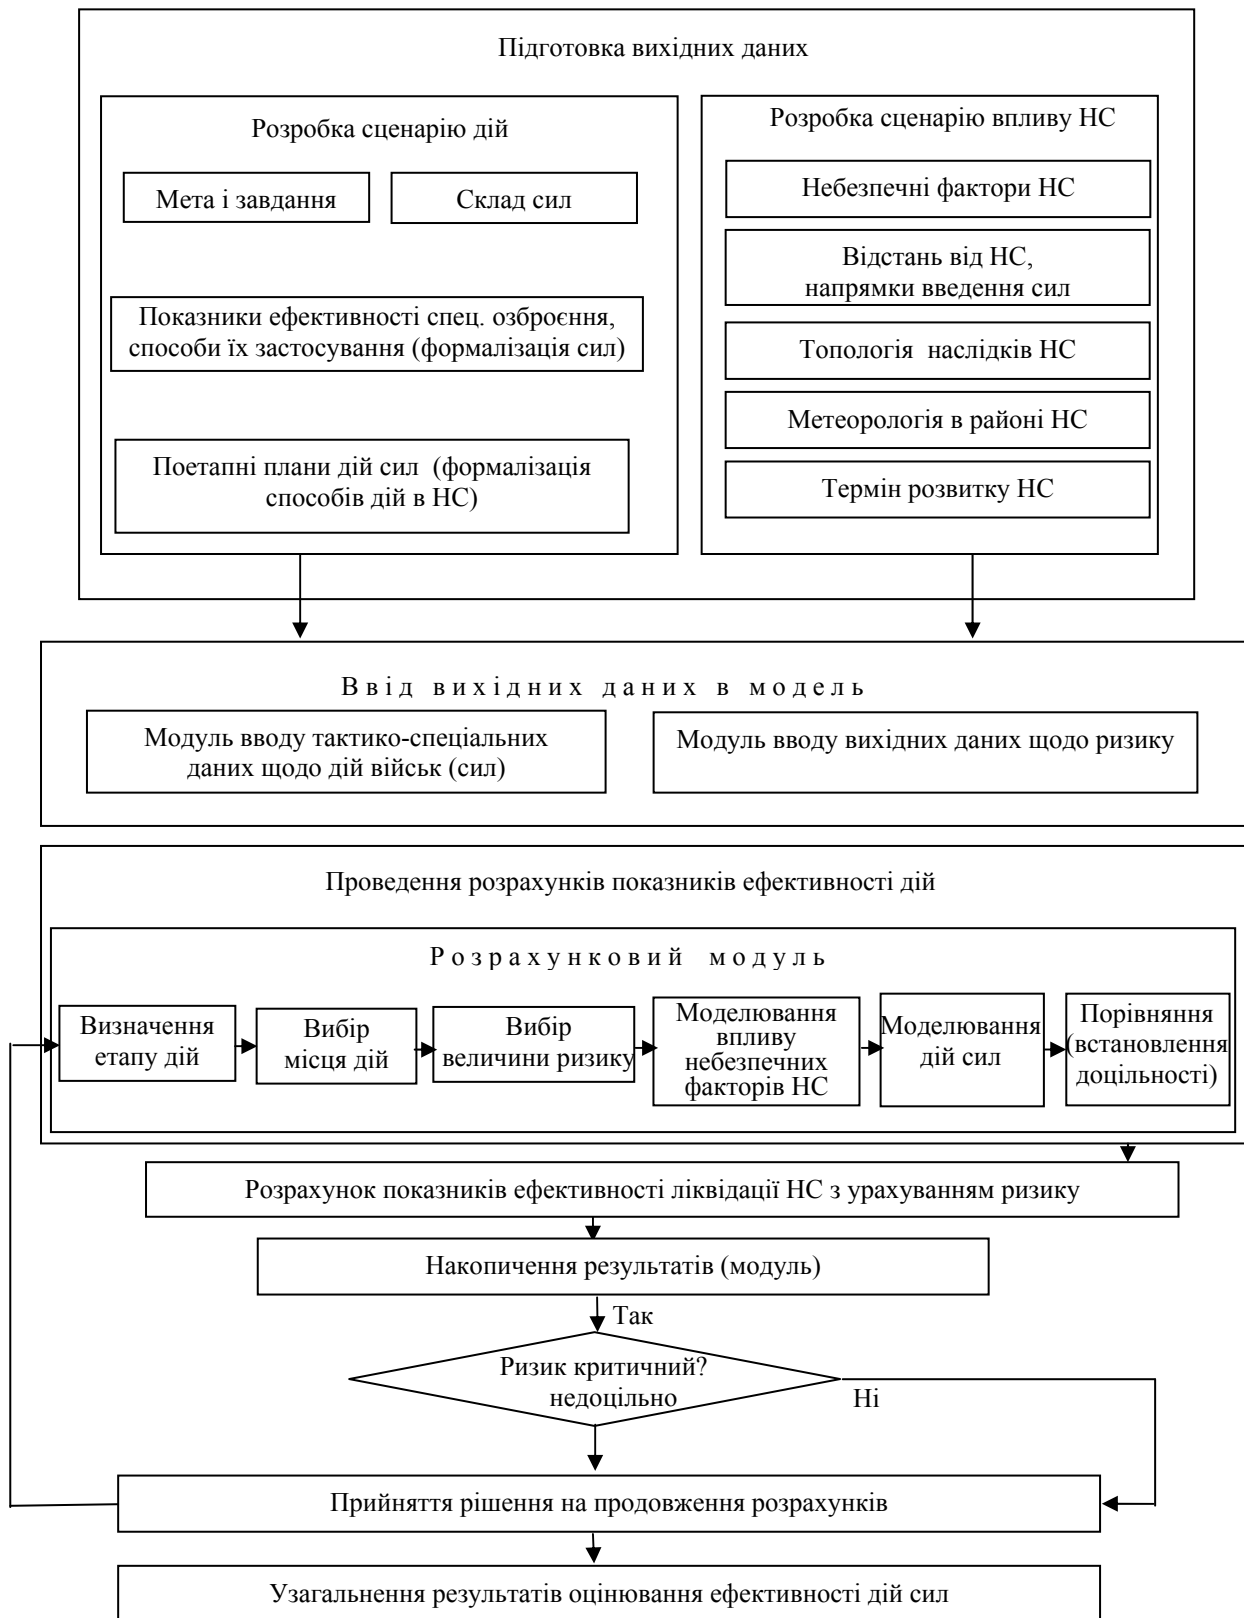 Підготовка вихідних даних
Розробка сценарію дій
Мета і завдання
Склад сил
Показники ефективності спец. озброєння,
способи їх застосування (формалізація сил)
Поетапні плани дій сил (формалізація
способів дій в НС)
Розробка сценарію впливу НС
Небезпечні фактори НС
Відстань від НС,
напрямки введення сил
Топологія наслідків НС
Метеорологія в районі НС
Термін розвитку НС
Ввід вихідних даних в модель
Модуль вводу тактико-спеціальних
даних щодо дій військ (сил)
Модуль вводу вихідних даних щодо ризику
Проведення розрахунків показників ефективності дій
Розрахунковий модуль
Визначення
етапу дій
Вибір
місця дій
Вибір
величини ризику
Моделювання
впливу
небезпечних
факторів НС
Моделювання
дій сил
Порівняння
(встановлення
доцільності)
Розрахунок показників ефективності ліквідації НС з урахуванням ризику
Накопичення результатів (модуль)
Так
Ризик критичний?
недоцільно
Ні
Прийняття рішення на продовження розрахунків
Узагальнення результатів оцінювання ефективності дій сил